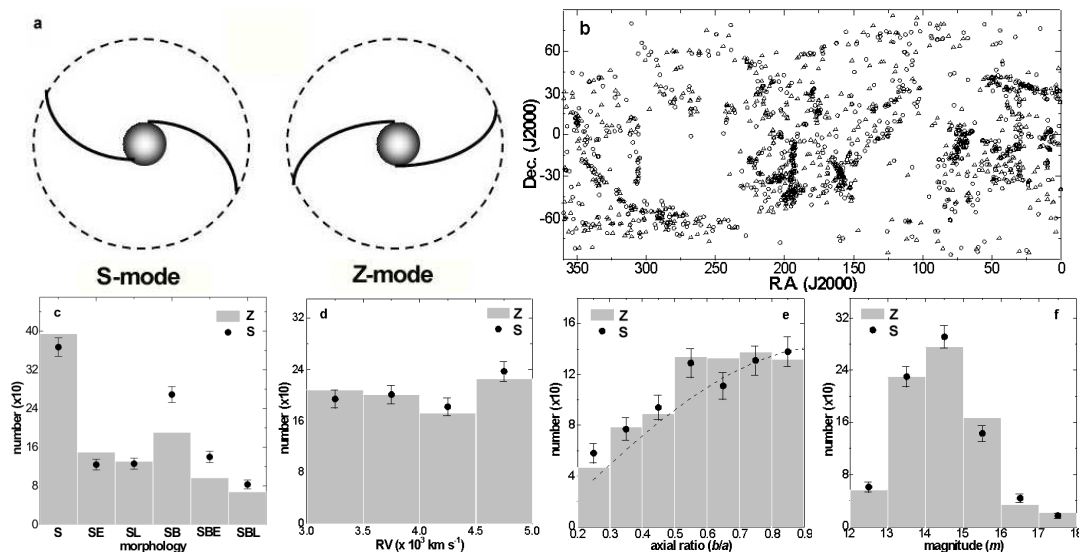 a
S-mode
Z-mode
b
Dec. (J2000)
60
30
0
-30
-60
350 300 250 200 150 100 50 0
R.A. (J2000)
c
Z
S
number (x10)
40
32
24
16
8
0
S SE SL SB SBE SBL
morphology
d
Z
S
number (x10)
32
24
16
8
0
3.0 3.5 4.0 4.5 5.0
RV (x 10³ km s⁻¹)
e
Z
S
number (x10)
16
12
8
4
0.2 0.3 0.4 0.5 0.6 0.7 0.8 0.9
axial ratio (b/a)
f
Z
S
number (x10)
32
24
16
8
0
12 13 14 15 16 17 18
magnitude (m)